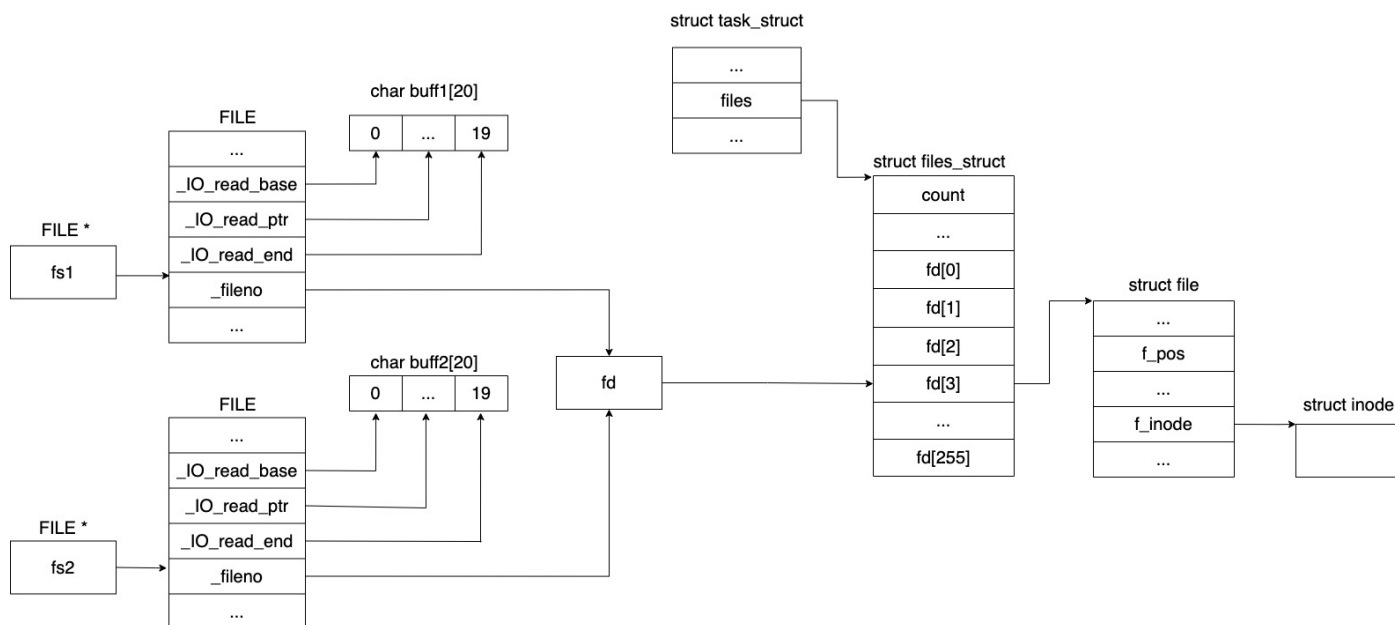 struct task_struct
...
files
...
char buff1[20]
0 ... 19
FILE
...
_IO_read_base
_IO_read_ptr
_IO_read_end
_fileno
...
FILE *
fs1
struct files_struct
count
...
fd[0]
fd[1]
fd[2]
fd[3]
...
fd[255]
struct file
...
f_pos
...
f_inode
...
struct inode
fd
char buff2[20]
0 ... 19
FILE
...
_IO_read_base
_IO_read_ptr
_IO_read_end
_fileno
...
FILE *
fs2